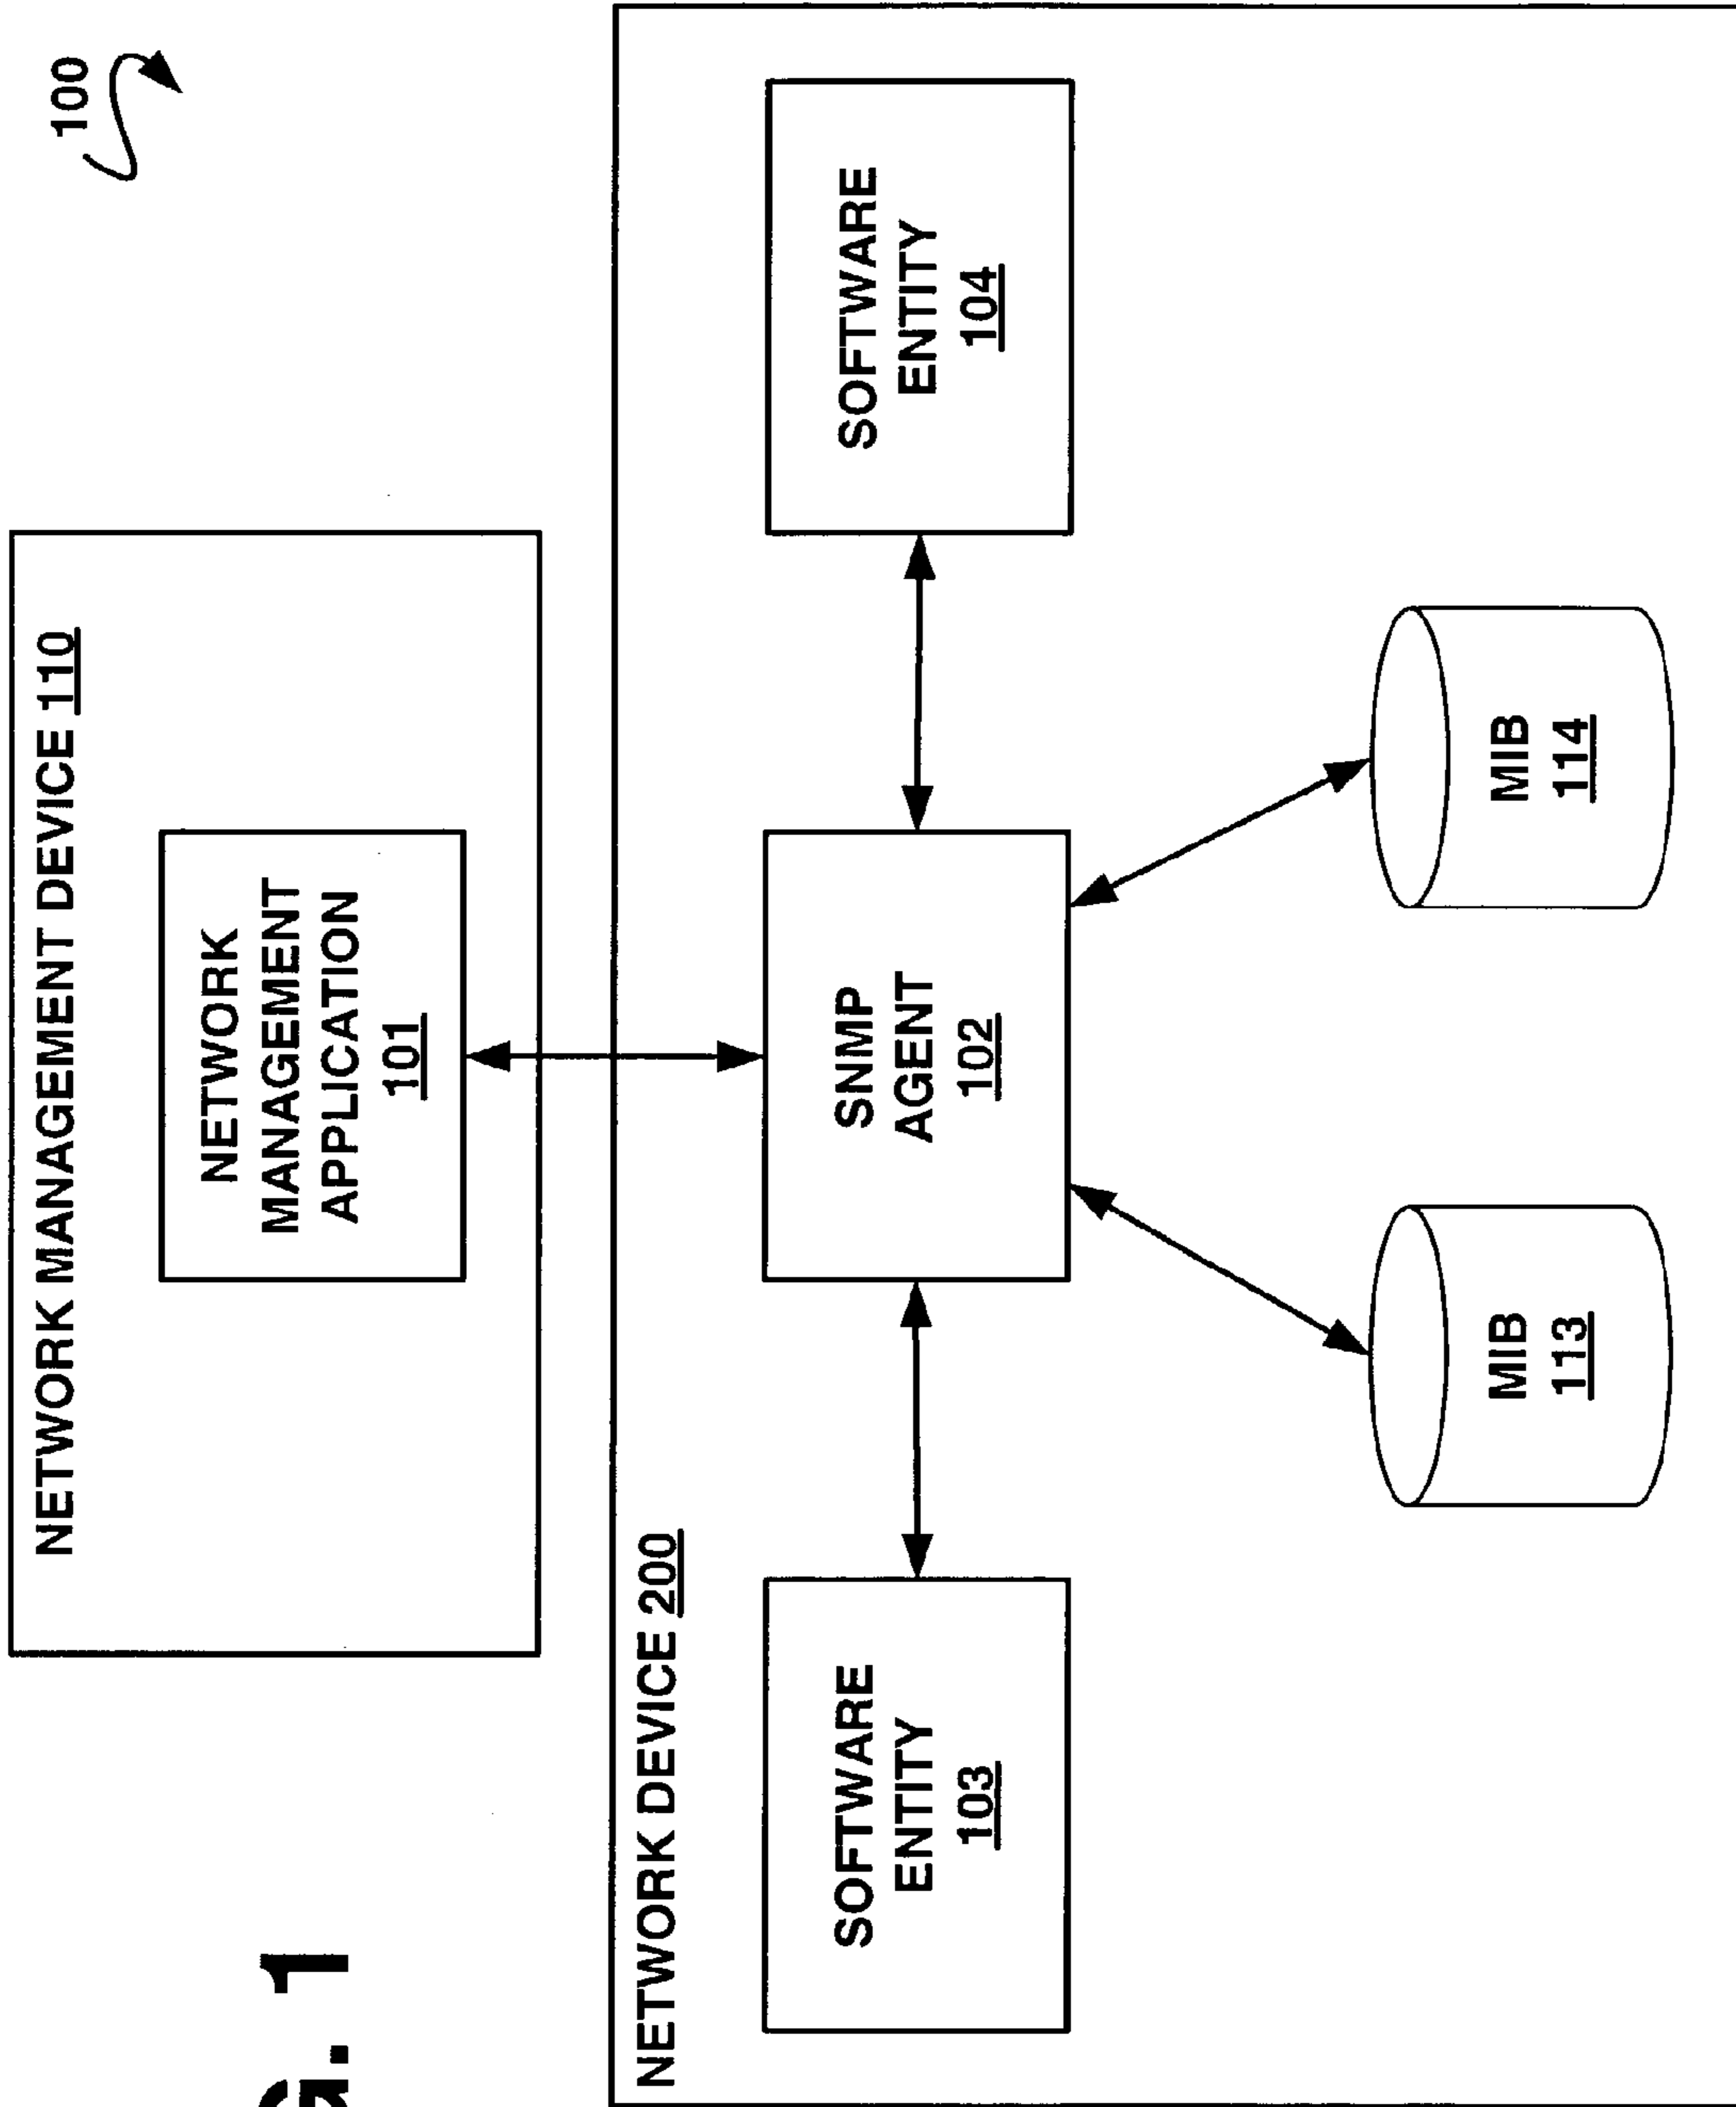 100
NETWORK MANAGEMENT DEVICE 110
NETWORK
MANAGEMENT
APPLICATION
101
NETWORK DEVICE 200
SOFTWARE
ENTITY
103
SNMP
AGENT
102
SOFTWARE
ENTITY
104
MIB
113
MIB
114
G. 1